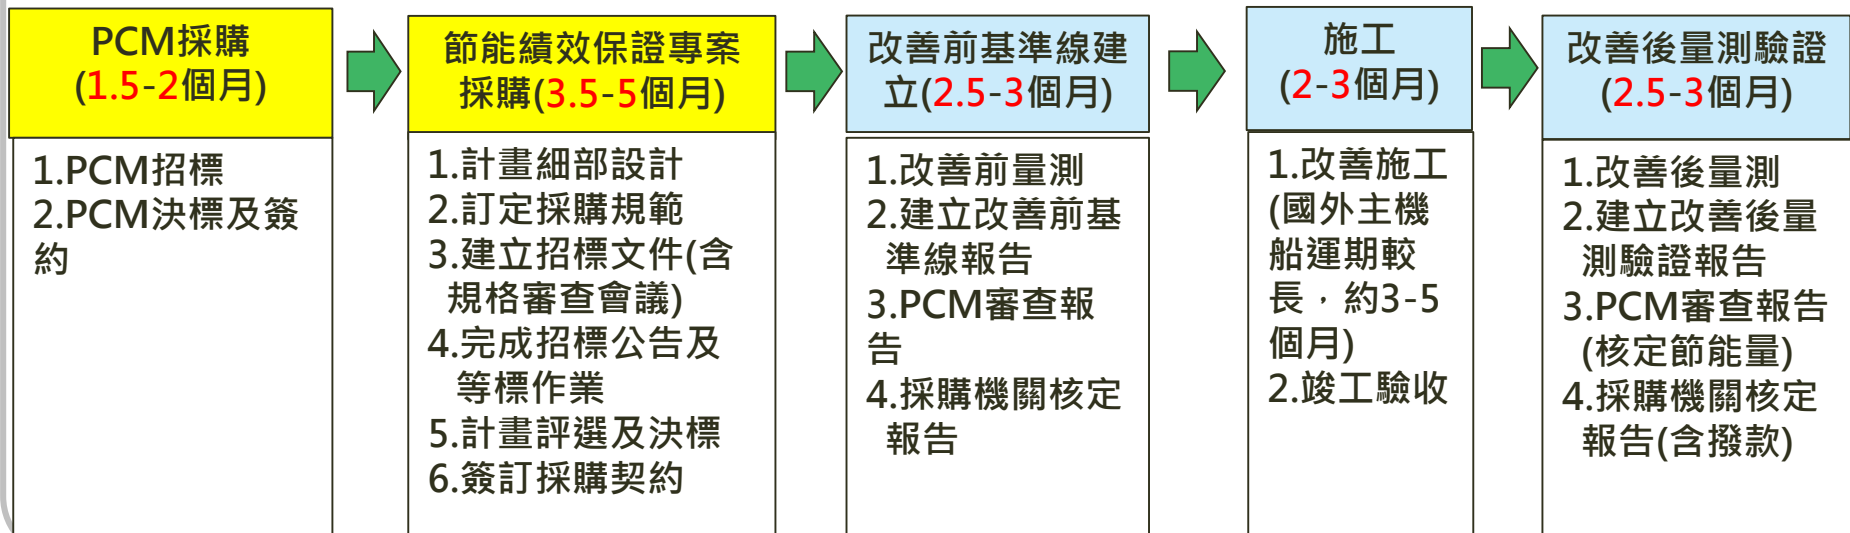 PCM採購
(1.5-2個月)
1.PCM招標
2.PCM決標及簽
約
節能績效保證專案
採購(3.5-5個月)
1.計畫細部設計
2.訂定採購規範
3.建立招標文件(含
規格審查會議)
4.完成招標公告及
等標作業
5.計畫評選及決標
6.簽訂採購契約
改善前基準線建
立(2.5-3個月)
1.改善前量測
2.建立改善前基
準線報告
3.PCM審查報
告
4.採購機關核定
報告
施工
(2-3個月)
1.改善施工
(國外主機
船運期較
長，約3-5
個月)
2.竣工驗收
改善後量測驗證
(2.5-3個月)
1.改善後量測
2.建立改善後量
測驗證報告
3.PCM審查報告
(核定節能量)
4.採購機關核定
報告(含撥款)